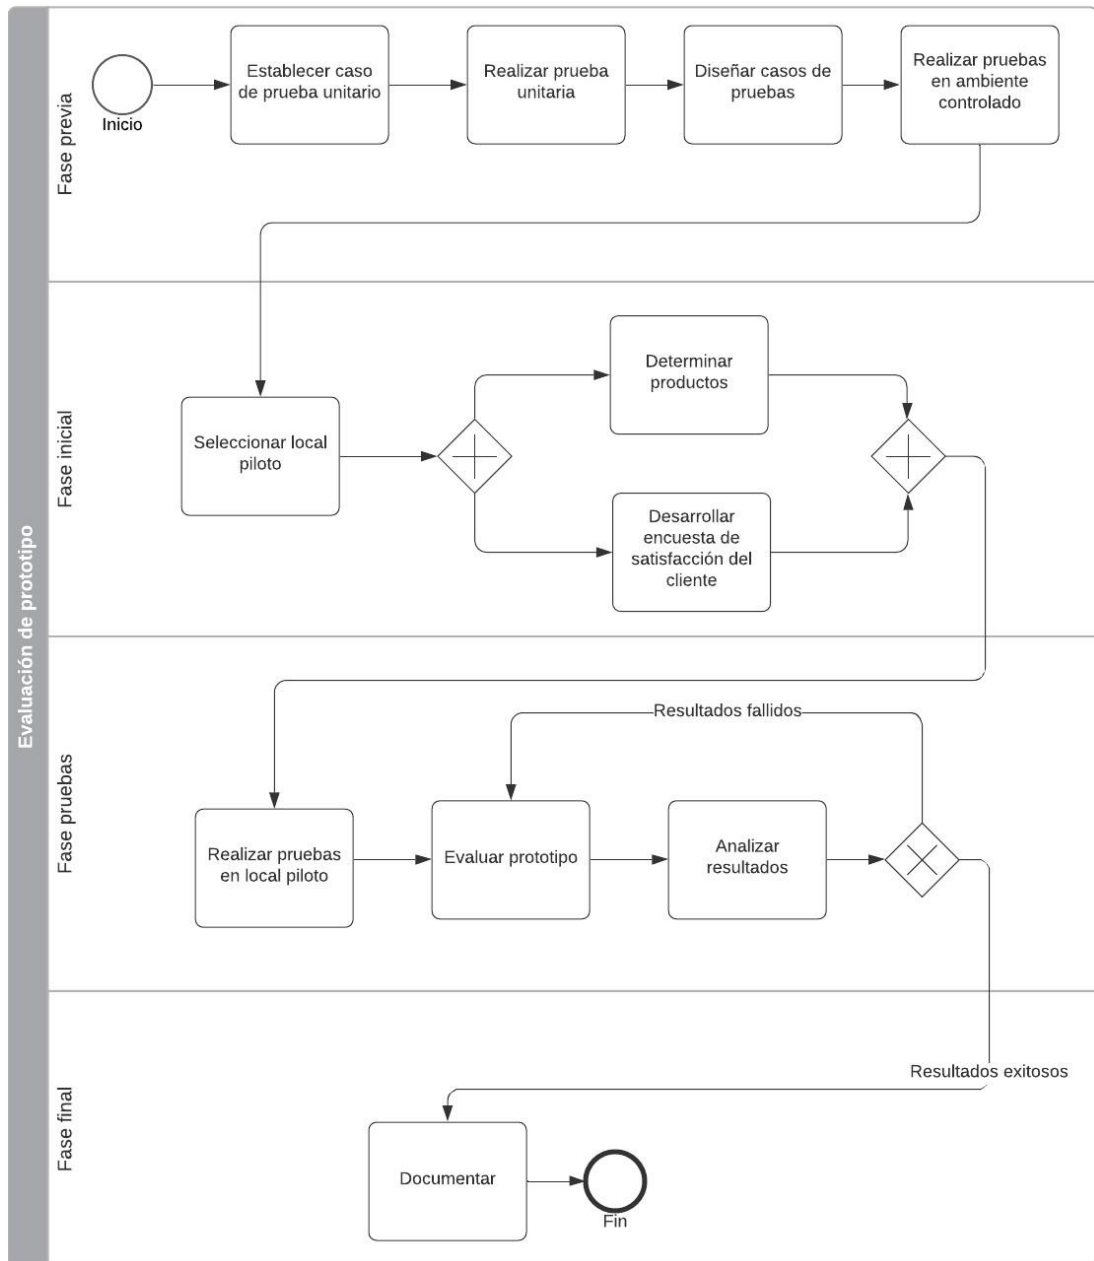 Evaluación de prototipo
Fase previa
Inicio
Establecer caso
de prueba unitario
Realizar prueba
unitaria
Diseñar casos de
pruebas
Realizar pruebas
en ambiente
controlado
Fase inicial
Seleccionar local
piloto
Determinar
productos
Desarrollar
encuesta de
satisfacción del
cliente
Fase pruebas
Resultados fallidos
Realizar pruebas
en local piloto
Evaluar prototipo
Analizar
resultados
Fase final
Resultados exitosos
Documentar
Fin